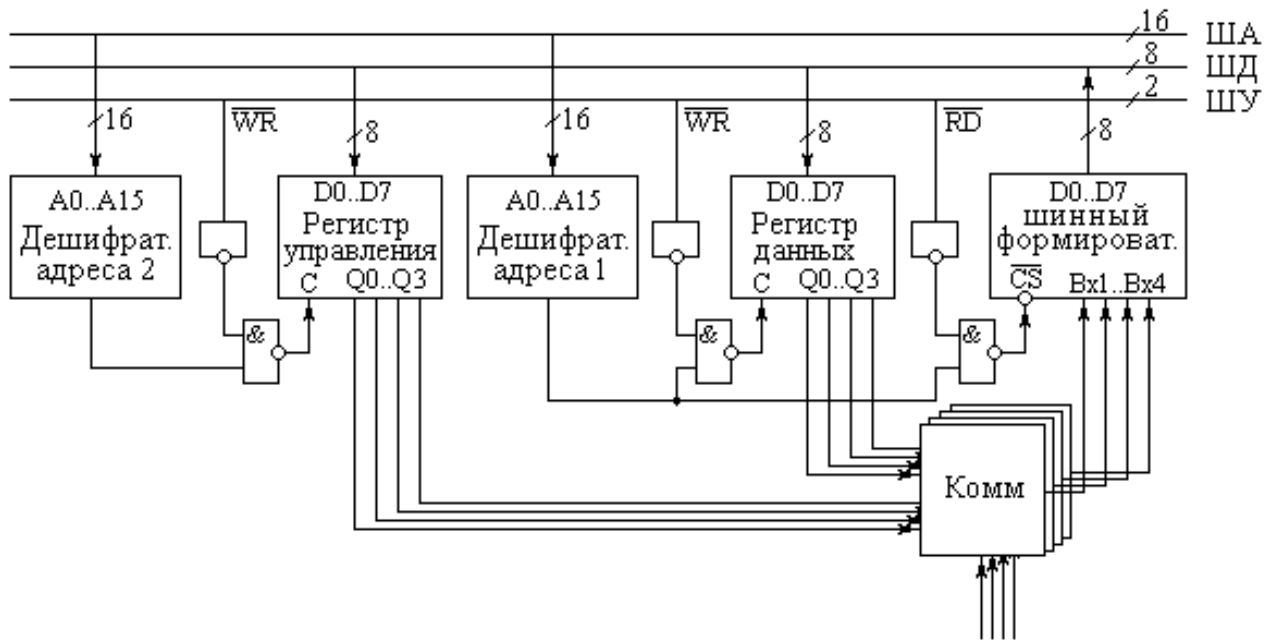 16 ША
8 ШД
2 ШУ
16
WR
8
16
WR
8
RD
8
A0..A15
Дешифрат.
адреса 2
D0..D7
Регистр
управления
C Q0..Q3
A0..A15
Дешифрат.
адреса 1
D0..D7
Регистр
данных
C Q0..Q3
D0..D7
шинный
формироват.
CS Вх1..Вх4
&
&
&
Комм